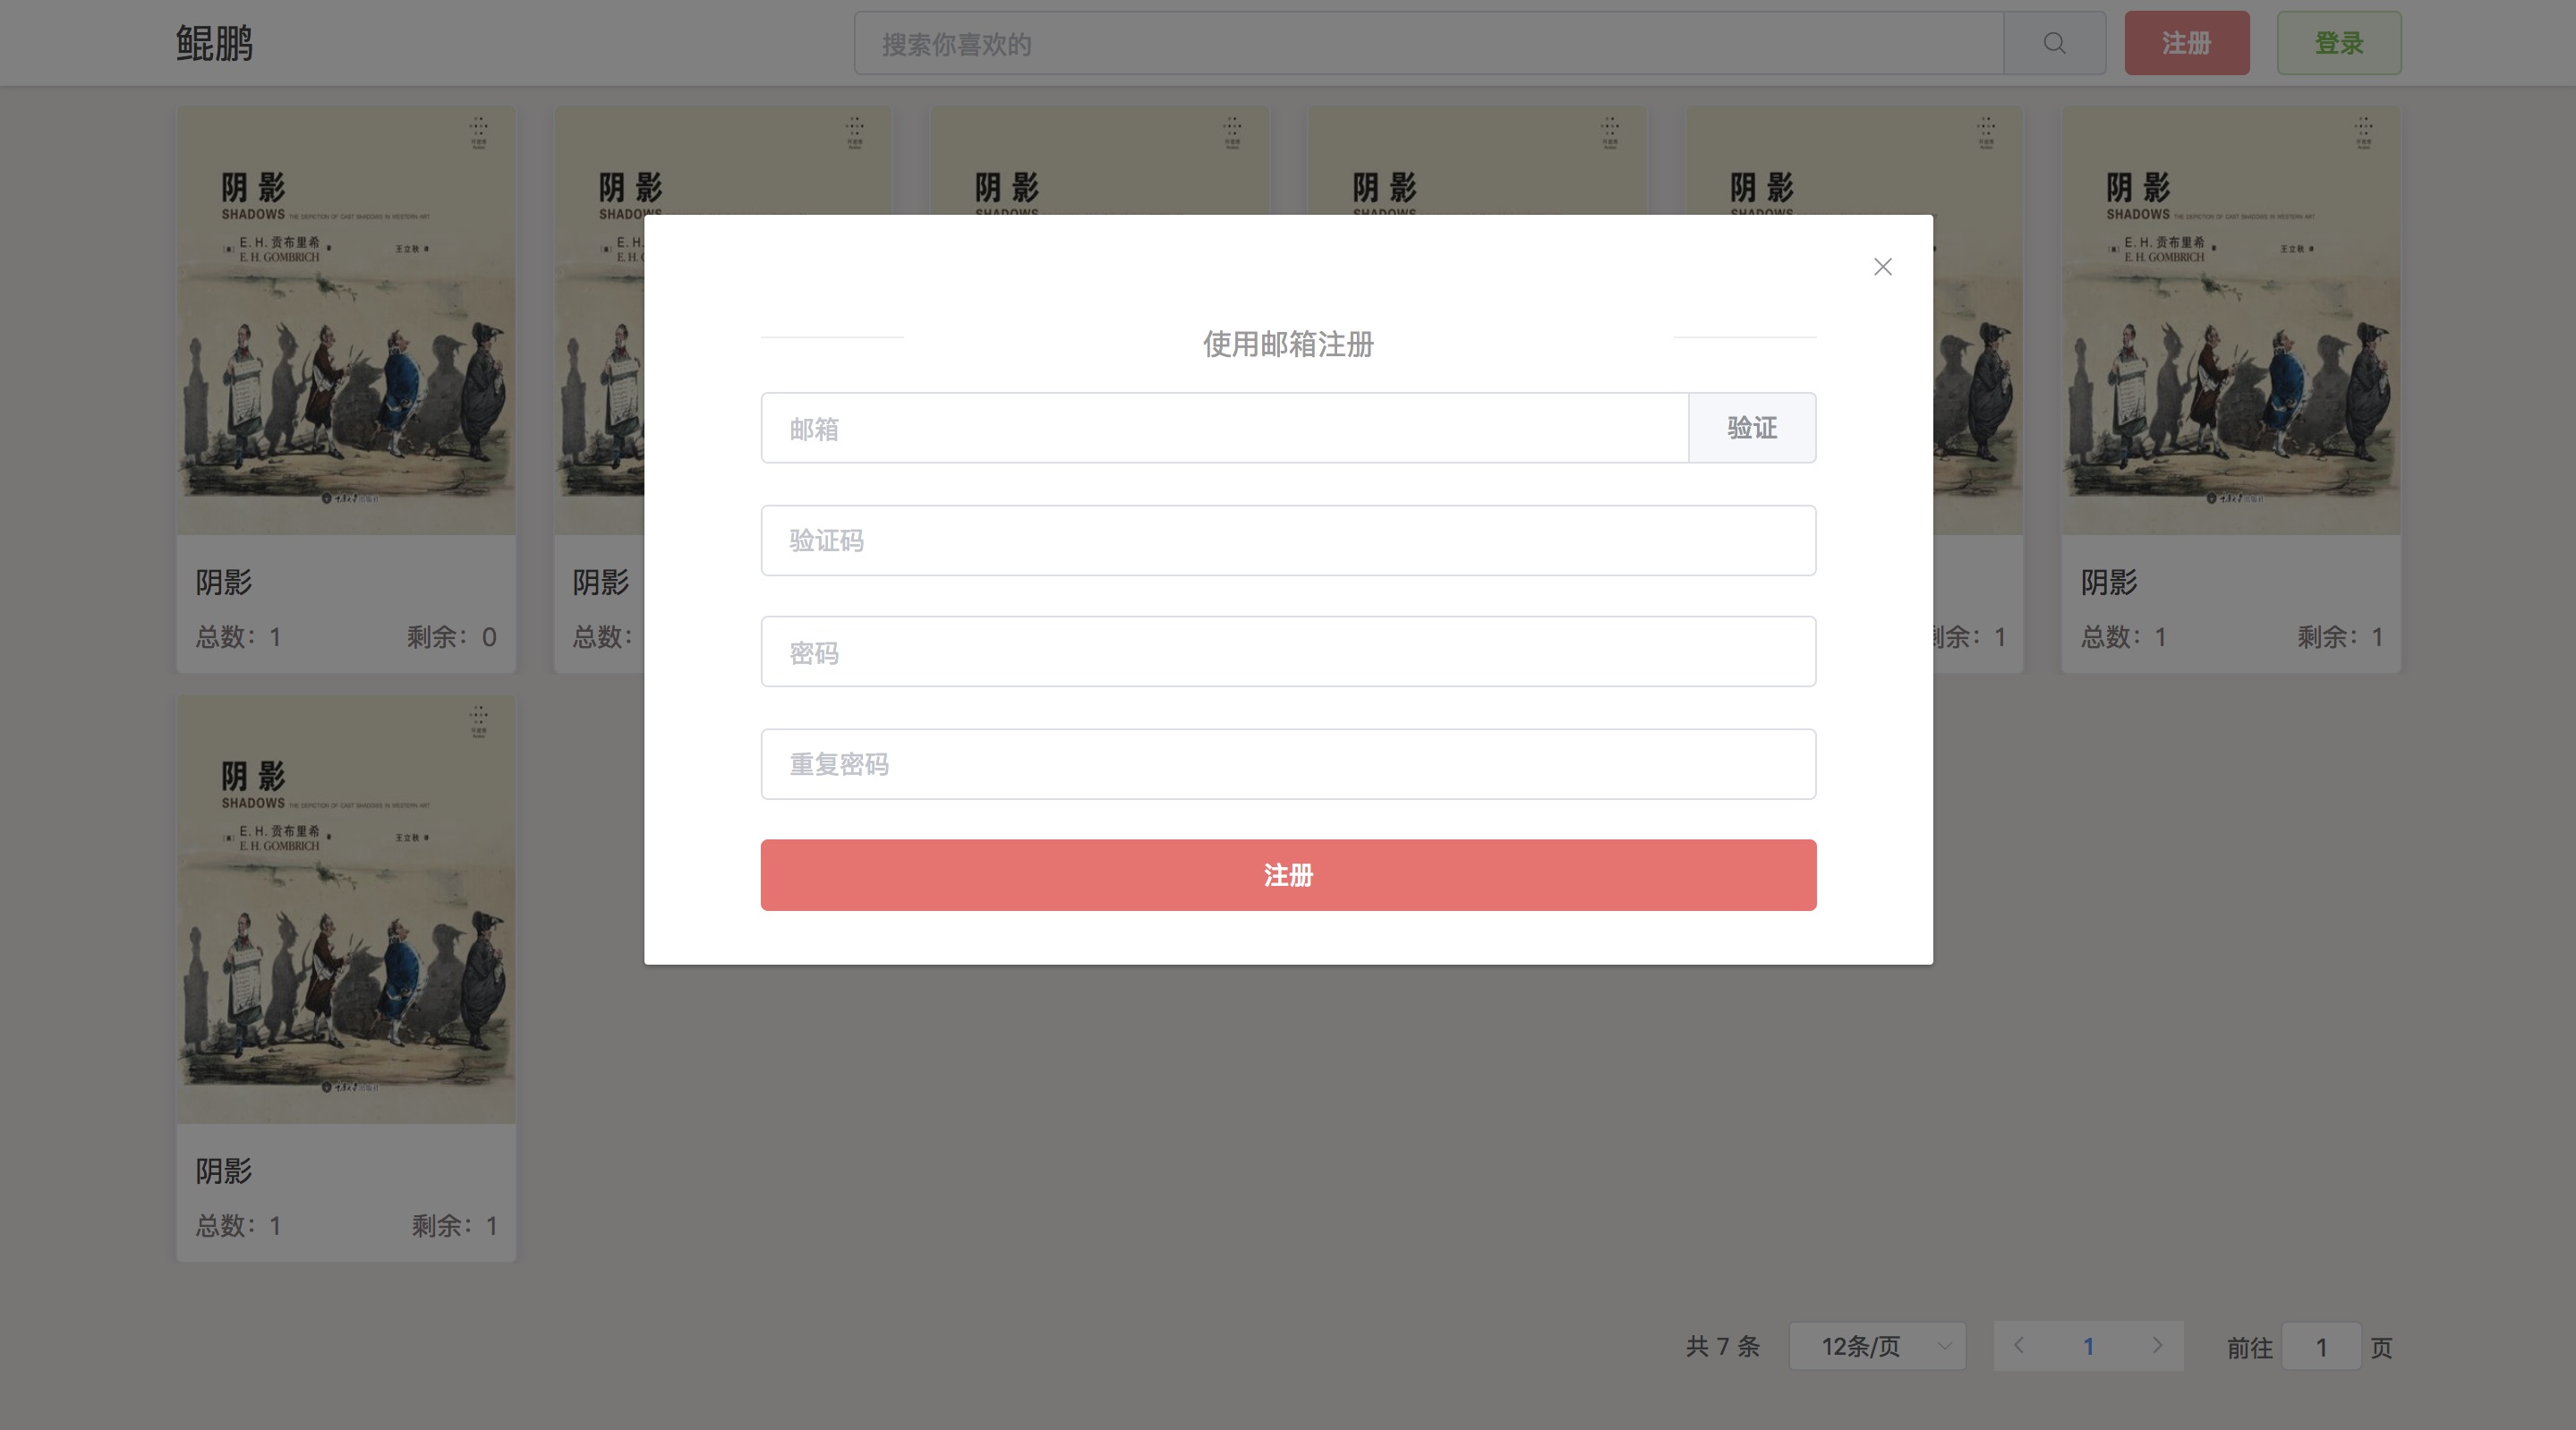 鲲鹏
搜索你喜欢的
注册
登录
阴影
SHADOWS THE DEPICTION OF CAST SHADOWS IN WESTERN ART
E. H. 贡布里希
王立秋 译
E. H. GOMBRICH
阴影
SHADOWS
阴影
SHADOWS
阴影
SHADOWS
阴影
SHADOWS
阴影
SHADOWS THE DEPICTION OF CAST SHADOWS IN WESTERN ART
E. H. 贡布里希
王立秋 译
E. H. GOMBRICH
使用邮箱注册
邮箱
验证
验证码
密码
重复密码
注册
阴影
总数：1
剩余：0
阴影
总数：
剩余：1
阴影
总数：1
剩余：1
阴影
SHADOWS THE DEPICTION OF CAST SHADOWS IN WESTERN ART
E. H. 贡布里希
王立秋 译
E. H. GOMBRICH
阴影
总数：1
剩余：1
共 7 条
12条/页
1
前往 1 页